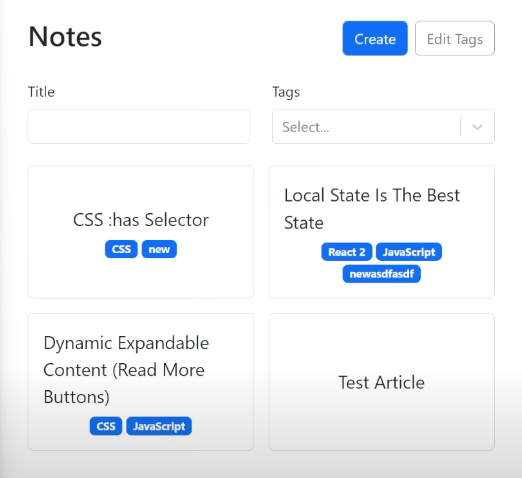 Notes
Create
Edit Tags
Title
Tags
Select...
CSS :has Selector
CSS new
Local State Is The Best
State
React 2 JavaScript
newasdfasdf
Dynamic Expandable
Content (Read More
Buttons)
CSS JavaScript
Test Article